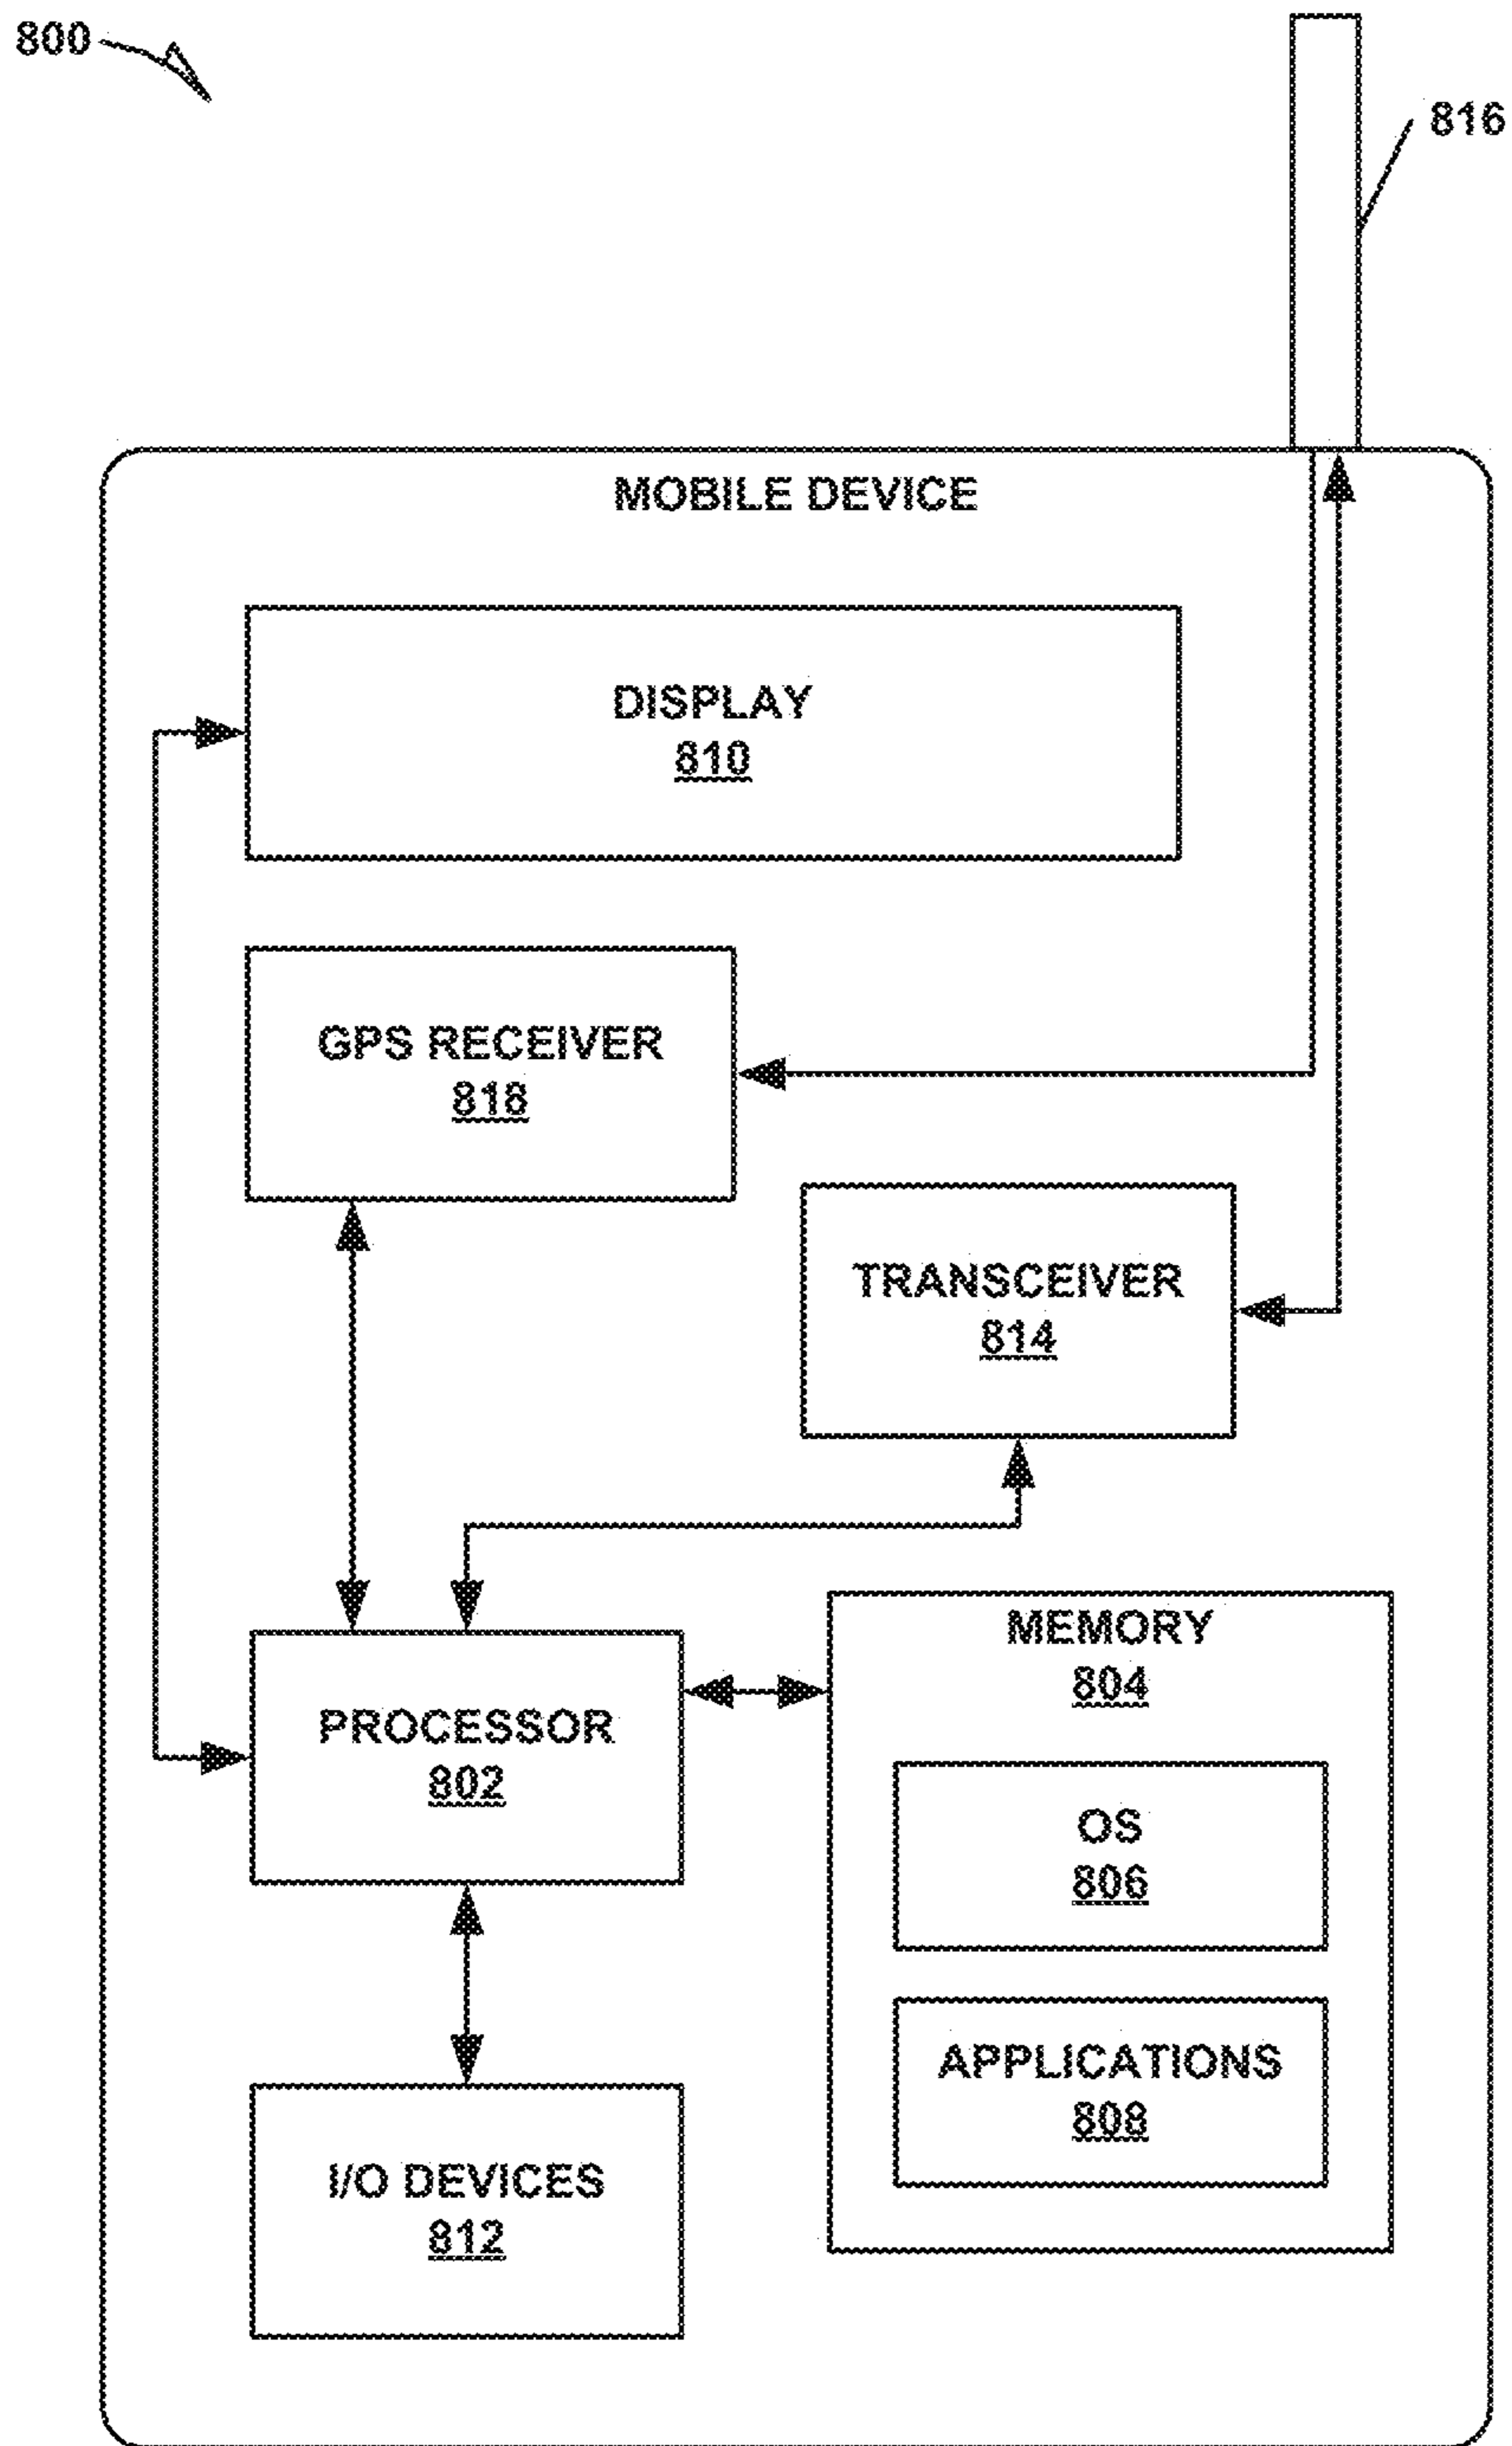 800
816
MOBILE DEVICE
DISPLAY
810
GPS RECEIVER
818
TRANSCEIVER
814
MEMORY
804
PROCESSOR
802
OS
806
APPLICATIONS
808
I/O DEVICES
812